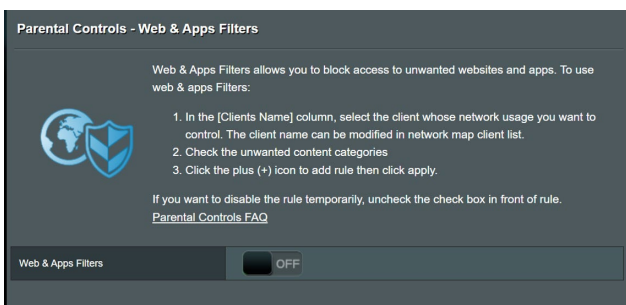 Parental Controls - Web & Apps Filters
Web & Apps Filters allows you to block access to unwanted websites and apps. To use
web & apps Filters:
1. In the [Clients Name] column, select the client whose network usage you want to
control. The client name can be modified in network map client list.
2. Check the unwanted content categories
3. Click the plus (+) icon to add rule then click apply.
If you want to disable the rule temporarily, uncheck the check box in front of rule.
Parental Controls FAQ
Web & Apps Filters
OFF